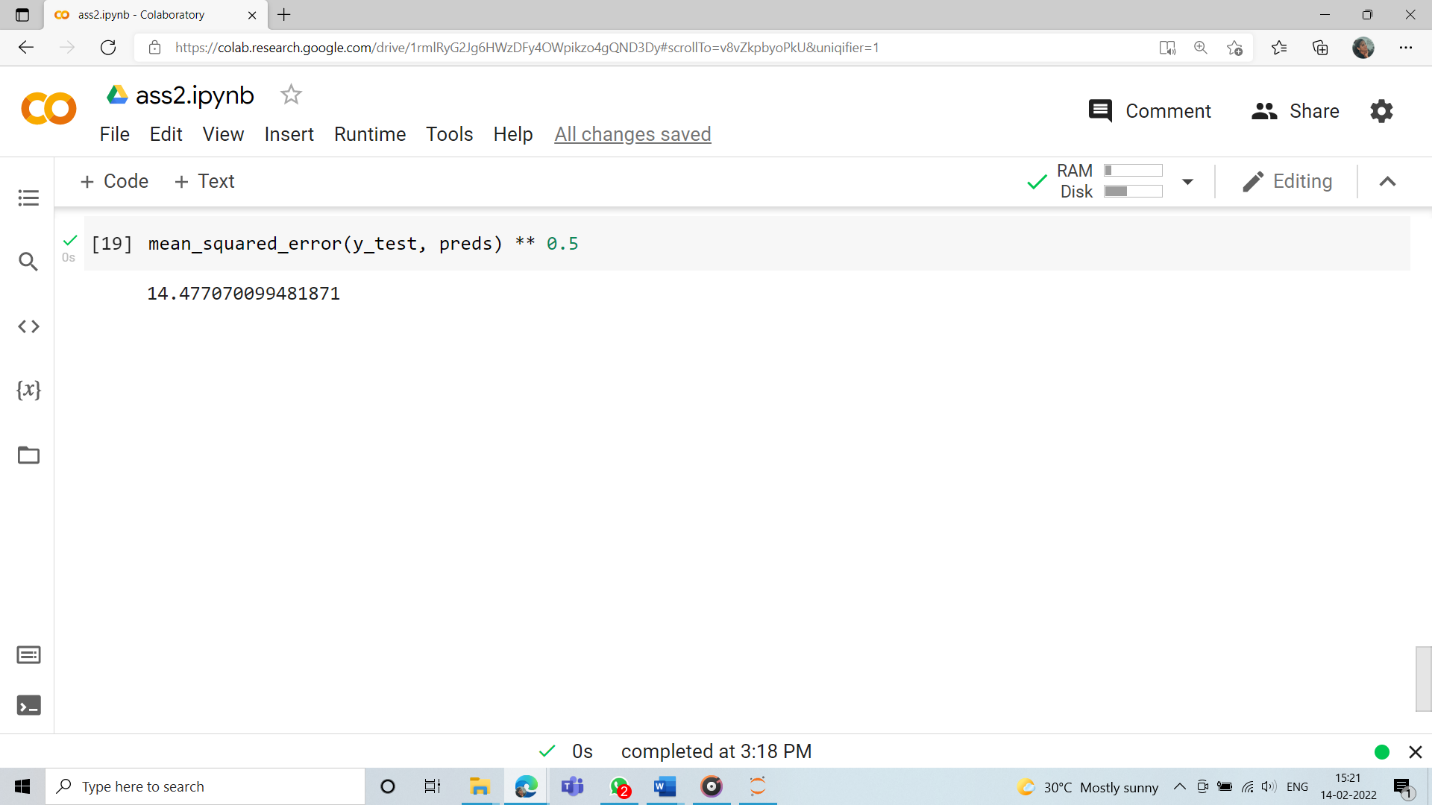 ass2.ipynb - Colaboratory
https://colab.research.google.com/drive/1rmlRyG2Jg6HWzDFy4OWpikzo4gQND3Dy#scrollTo=v8vZkpbyoPkU&uniqifier=1
ass2.ipynb
Comment Share
File Edit View Insert Runtime Tools Help All changes saved
+ Code + Text RAM Disk Editing
[19] mean_squared_error(y_test, preds) ** 0.5
0s
14.477070099481871
{x}
0s completed at 3:18 PM
Type here to search 2 30°C Mostly sunny ENG 15:21 1
14-02-2022